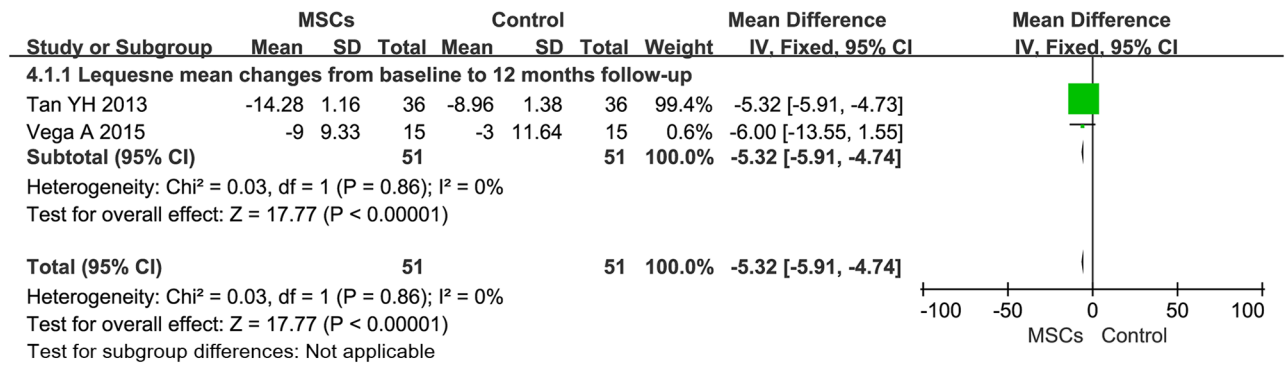 MSCs Control Mean Difference Mean Difference
Study or Subgroup Mean SD Total Mean SD Total Weight IV, Fixed, 95% CI IV, Fixed, 95% CI
4.1.1 Lequesne mean changes from baseline to 12 months follow-up
Tan YH 2013 -14.28 1.16 36 -8.96 1.38 36 99.4% -5.32 [-5.91, -4.73]
Vega A 2015 -9 9.33 15 -3 11.64 15 0.6% -6.00 [-13.55, 1.55]
Subtotal (95% CI) 51 51 100.0% -5.32 [-5.91, -4.74]
Heterogeneity: Chi² = 0.03, df = 1 (P = 0.86); I² = 0%
Test for overall effect: Z = 17.77 (P < 0.00001)
Total (95% CI) 51 51 100.0% -5.32 [-5.91, -4.74]
Heterogeneity: Chi² = 0.03, df = 1 (P = 0.86); I² = 0%
-100 -50 0 50 100
Test for overall effect: Z = 17.77 (P < 0.00001)
MSCs Control
Test for subgroup differences: Not applicable